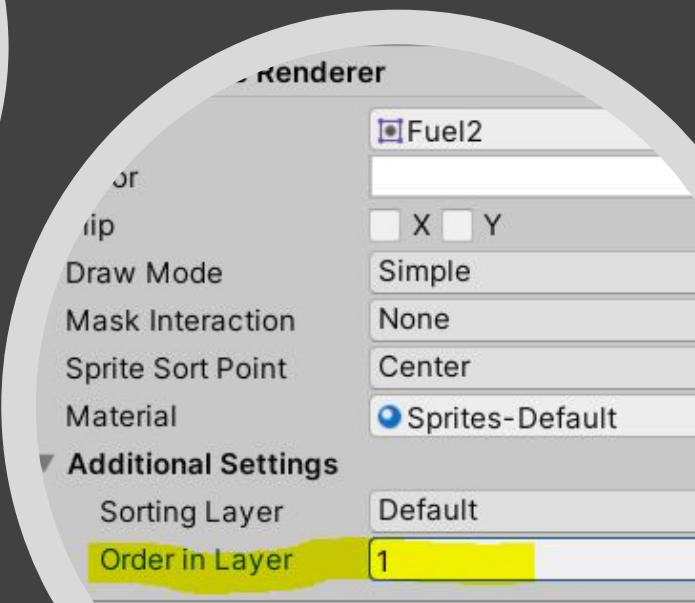 Renderer
Fuel2
X Y
Draw Mode Simple
Mask Interaction None
Sprite Sort Point Center
Material Sprites-Default
Additional Settings
Sorting Layer Default
Order in Layer 1